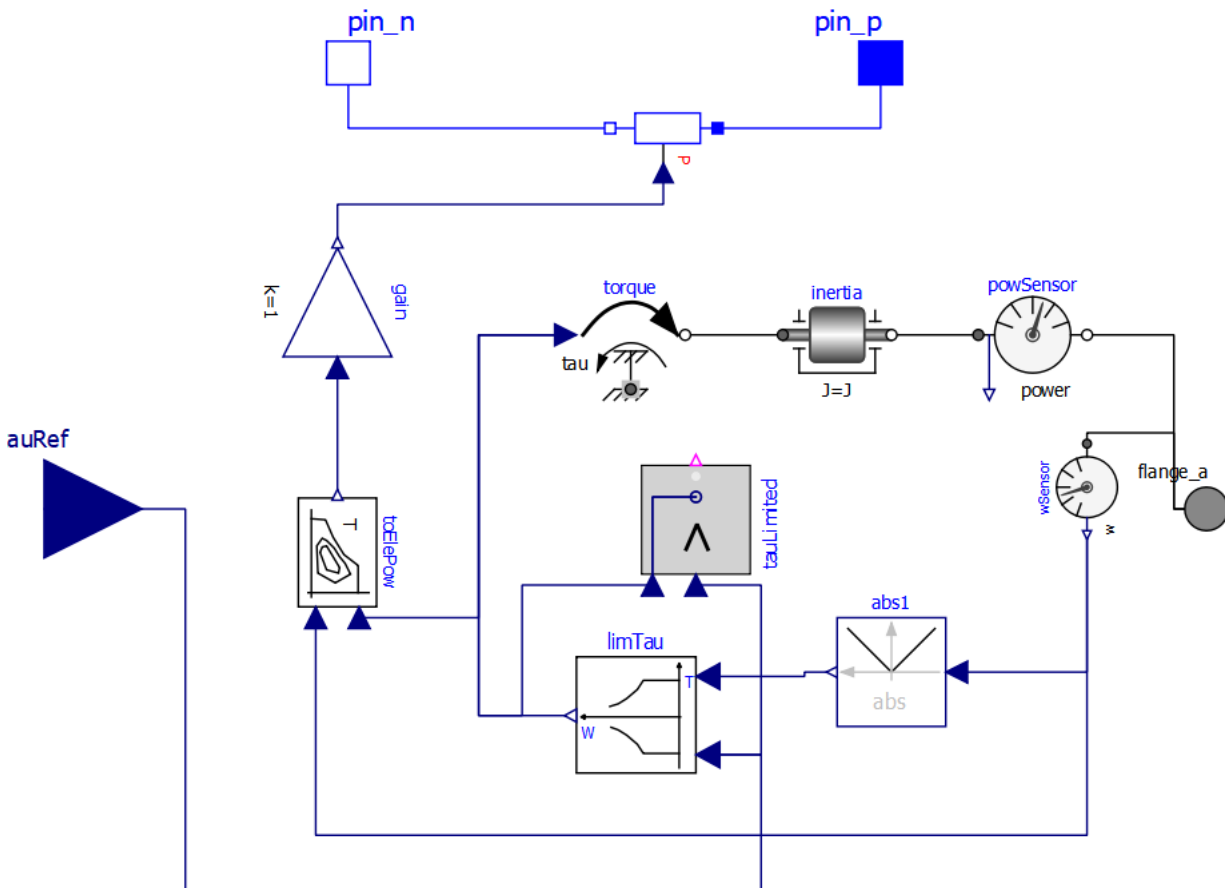 pin_n
pin_p
P
k=1
gain
torque
tau
inertia
J=J
powSensor
power
auRef
T
toElePow
tauLimited
wSensor
w
flange_a
abs1
abs
limTau
T
W